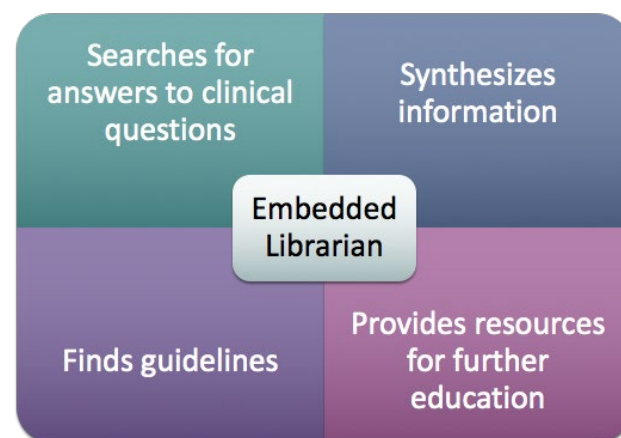 Searches for
answers to clinical
questions
Synthesizes
information
Embedded
Librarian
Finds guidelines
Provides resources
for further
education